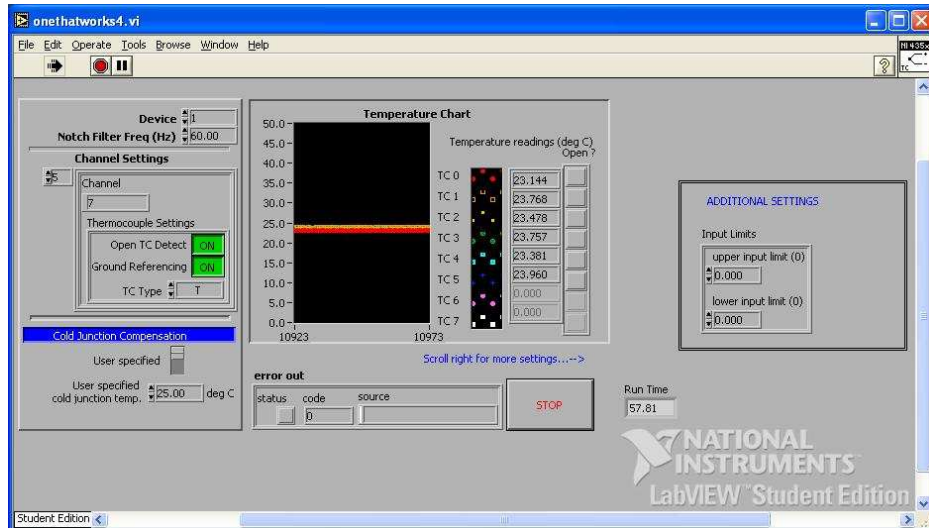 onethatworks4.vi
File Edit Operate Tools Browse Window Help
NI 435x
TC
Device 1
Notch Filter Freq (Hz) 60.00
Channel Settings
5
Channel
7
Thermocouple Settings
Open TC Detect ON
Ground Referencing ON
TC Type T
Cold Junction Compensation
User specified
User specified
cold junction temp. 25.00 deg C
Temperature Chart
50.0
45.0
40.0
35.0
30.0
25.0
20.0
15.0
10.0
5.0
0.0
10923 10973
Temperature readings (deg C)
Open ?
TC 0 23.144
TC 1 23.768
TC 2 23.478
TC 3 23.757
TC 4 23.381
TC 5 23.960
TC 6 0.000
TC 7 0.000
Scroll right for more settings...-->
error out
status code source
0
STOP
Run Time
57.81
ADDITIONAL SETTINGS
Input Limits
upper input limit (0)
0.000
lower input limit (0)
0.000
NATIONAL
INSTRUMENTS
LabVIEW™ Student Edition
Student Edition